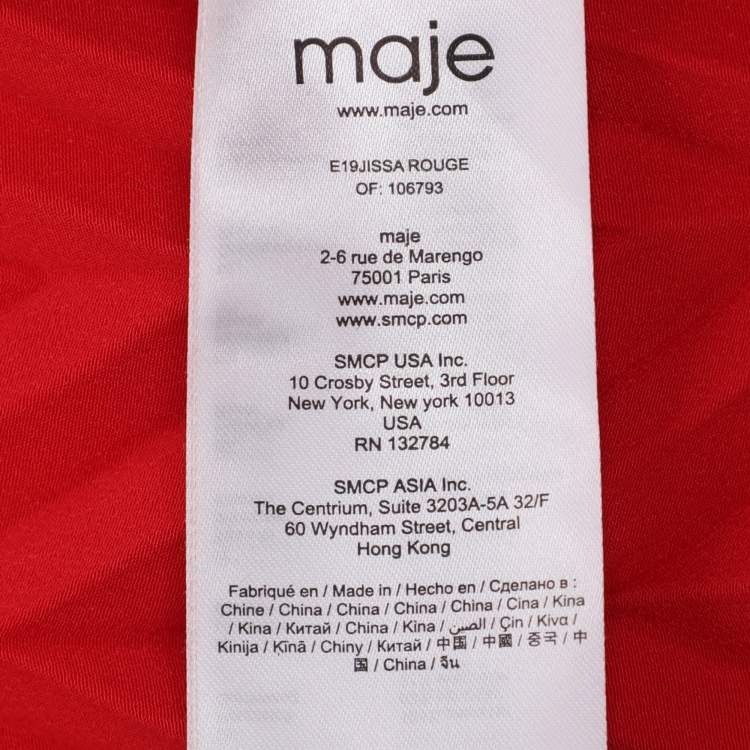 maje
www.maje.com
E19JISSA ROUGE
OF: 106793
maje
2-6 rue de Marengo
75001 Paris
www.maje.com
www.smcp.com
SMCP USA Inc.
10 Crosby Street, 3rd Floor
New York, New york 10013
USA
RN 132784
SMCP ASIA Inc.
The Centrium, Suite 3203A-5A 32/F
60 Wyndham Street, Central
Hong Kong
Fabriqué en / Made in / Hecho en / Сделано в :
Chine / China / China / China / China / Cina / Kina
/ Kina / Китай / China / Kina / الصين / Çin / Κίνα /
Kinija / Ķīnā / Chiny / Китай / 中国 / 中國 / 중국 / 中
国 / China / จีน